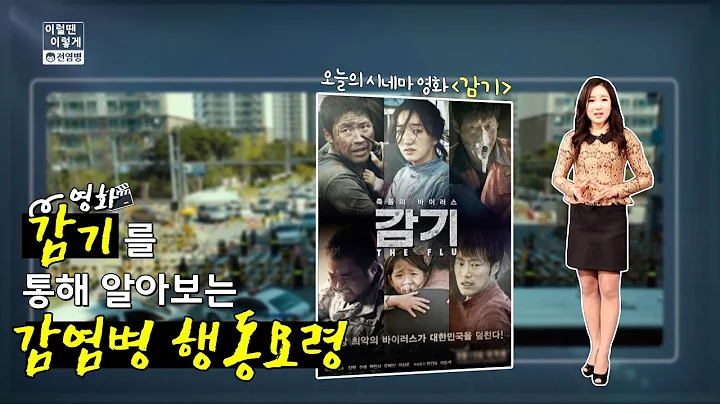 이럴땐
이렇게
전염병
오늘의 시네마 영화 <감기>
죽음의 바이러스
감기
THE FLU
최악의 바이러스가 대한민국을 덮친다!
영화
감기를
통해 알아보는
감염병 행동요령